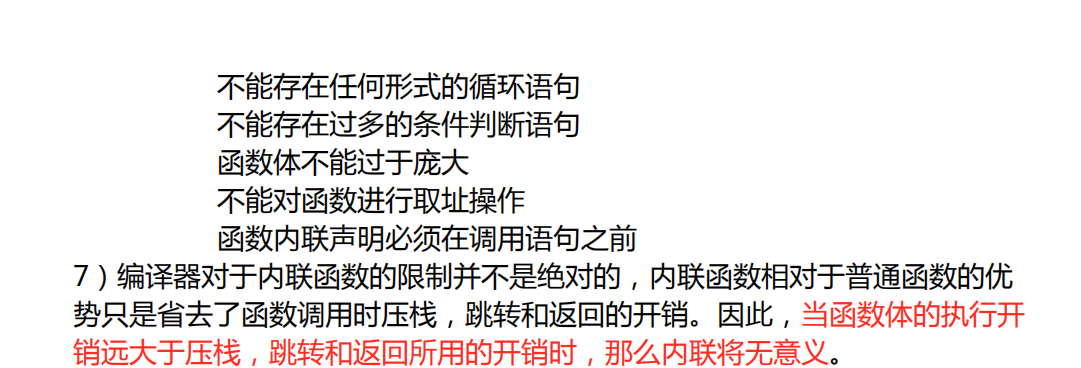 不能存在任何形式的循环语句
不能存在过多的条件判断语句
函数体不能过于庞大
不能对函数进行取址操作
函数内联声明必须在调用语句之前
7）编译器对于内联函数的限制并不是绝对的，内联函数相对于普通函数的优
势只是省去了函数调用时压栈，跳转和返回的开销。因此，当函数体的执行开
销远大于压栈，跳转和返回所用的开销时，那么内联将无意义。